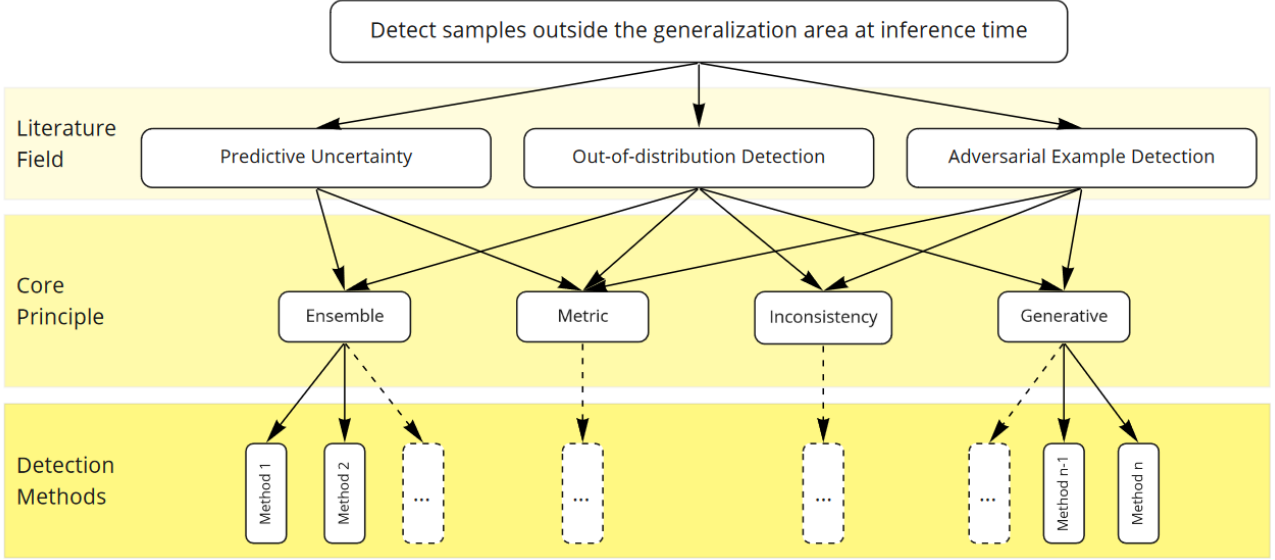 Detect samples outside the generalization area at inference time
Literature
Field
Predictive Uncertainty
Out-of-distribution Detection
Adversarial Example Detection
Core
Principle
Ensemble
Metric
Inconsistency
Generative
Detection
Methods
Method 1
Method 2
...
...
...
...
Method n-1
Method n